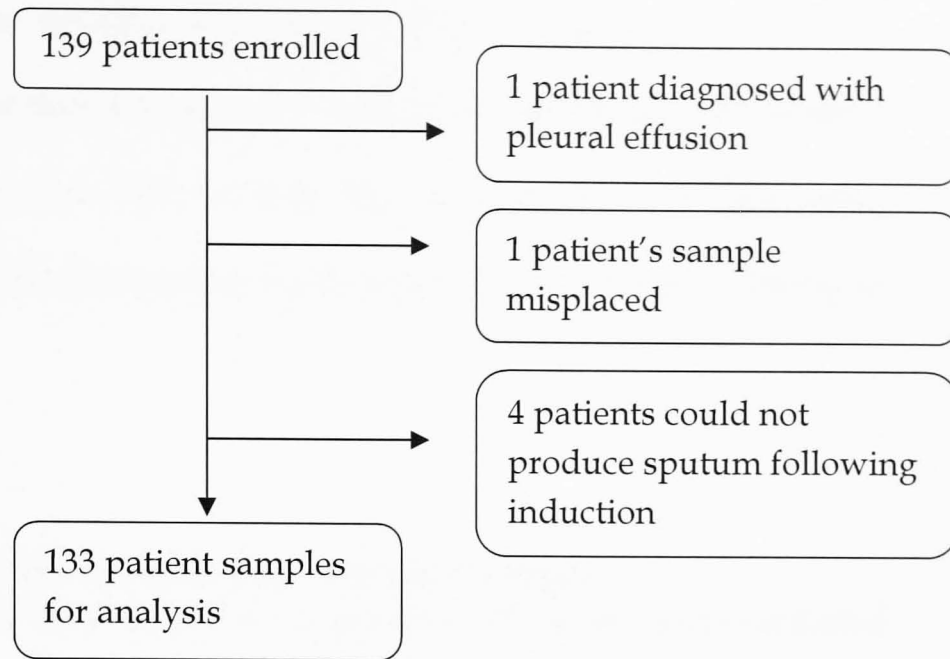 139 patients enrolled
1 patient diagnosed with
pleural effusion
1 patient’s sample
misplaced
4 patients could not
produce sputum following
induction
133 patient samples
for analysis